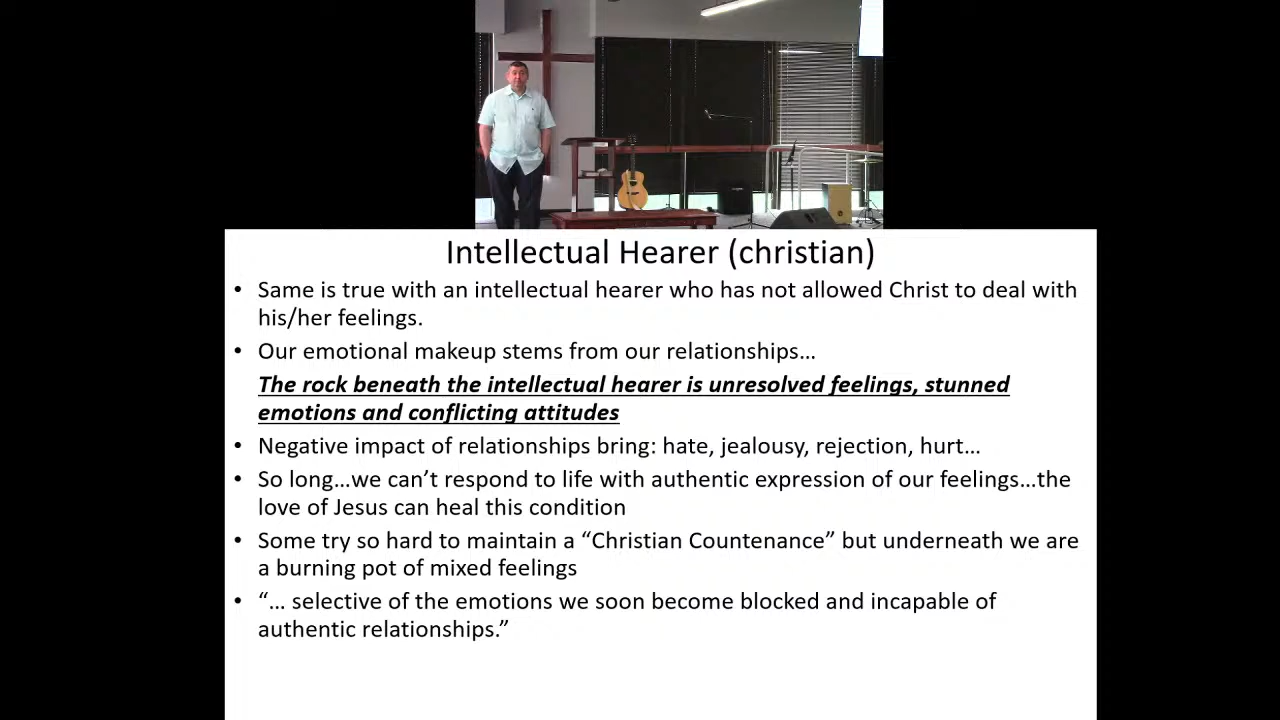 Intellectual Hearer (christian)
• Same is true with an intellectual hearer who has not allowed Christ to deal with
his/her feelings.
• Our emotional makeup stems from our relationships…
The rock beneath the intellectual hearer is unresolved feelings, stunned
emotions and conflicting attitudes
• Negative impact of relationships bring: hate, jealousy, rejection, hurt…
• So long…we can’t respond to life with authentic expression of our feelings…the
love of Jesus can heal this condition
• Some try so hard to maintain a “Christian Countenance” but underneath we are
a burning pot of mixed feelings
• “… selective of the emotions we soon become blocked and incapable of
authentic relationships.”